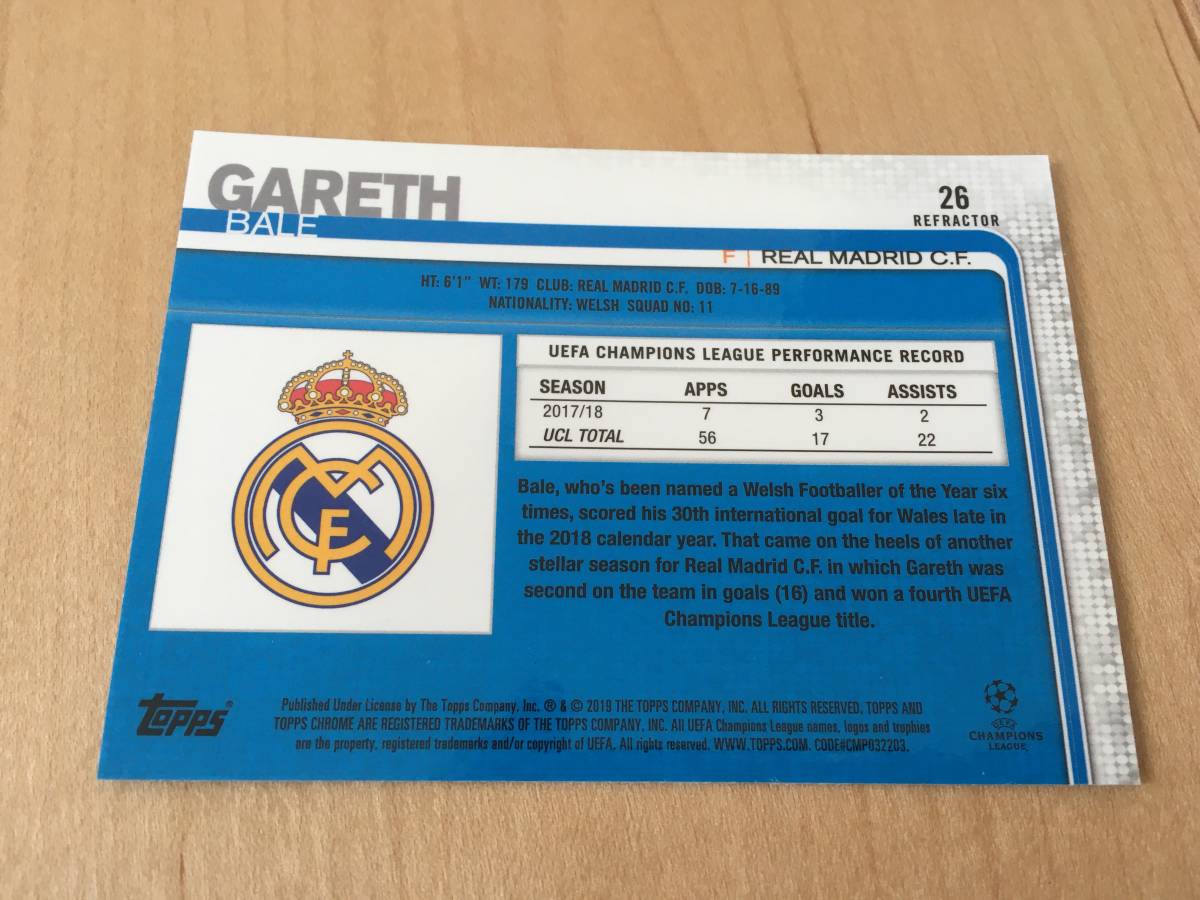 GARETH
BALE
26
REFRACTOR
F | REAL MADRID C.F.
HT: 6'1" WT: 179 CLUB: REAL MADRID C.F. DOB: 7-16-89
NATIONALITY: WELSH SQUAD NO: 11
UEFA CHAMPIONS LEAGUE PERFORMANCE RECORD
SEASON APPS GOALS ASSISTS
2017/18 7 3 2
UCL TOTAL 56 17 22
Bale, who's been named a Welsh Footballer of the Year six
times, scored his 30th international goal for Wales late in
the 2018 calendar year. That came on the heels of another
stellar season for Real Madrid C.F. in which Gareth was
second on the team in goals (16) and won a fourth UEFA
Champions League title.
MCF
topps®
Published Under License by The Topps Company, Inc. ® & © 2019 THE TOPPS COMPANY, INC. ALL RIGHTS RESERVED. TOPPS AND
TOPPS CHROME ARE REGISTERED TRADEMARKS OF THE TOPPS COMPANY, INC. All UEFA Champions League names, logos and trophies
are the property, registered trademarks and/or copyright of UEFA. All rights reserved. WWW.TOPPS.COM. CODE#CMP032203.
UEFA
CHAMPIONS
LEAGUE